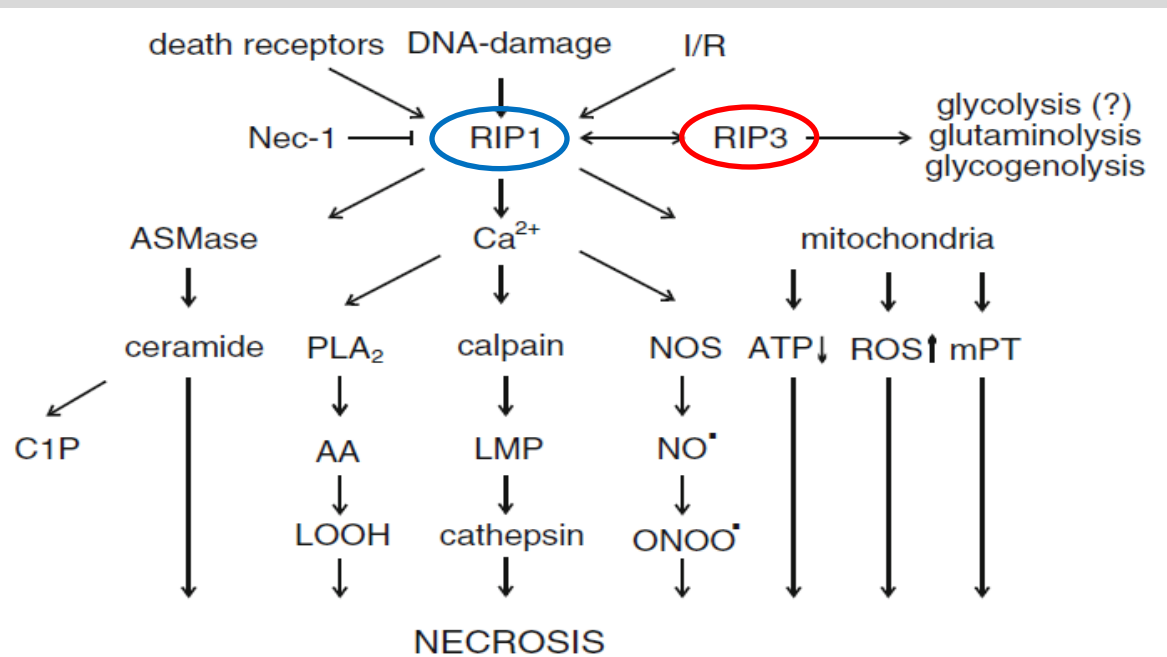 death receptors DNA-damage I/R
glycolysis (?)
Nec-1 RIP1 RIP3 glutaminolysis
glycogenolysis
ASMase Ca²⁺ mitochondria
ceramide PLA₂ calpain NOS ATP↓ ROS↑ mPT
C1P AA LMP NO▪
LOOH cathepsin ONOO▪
NECROSIS